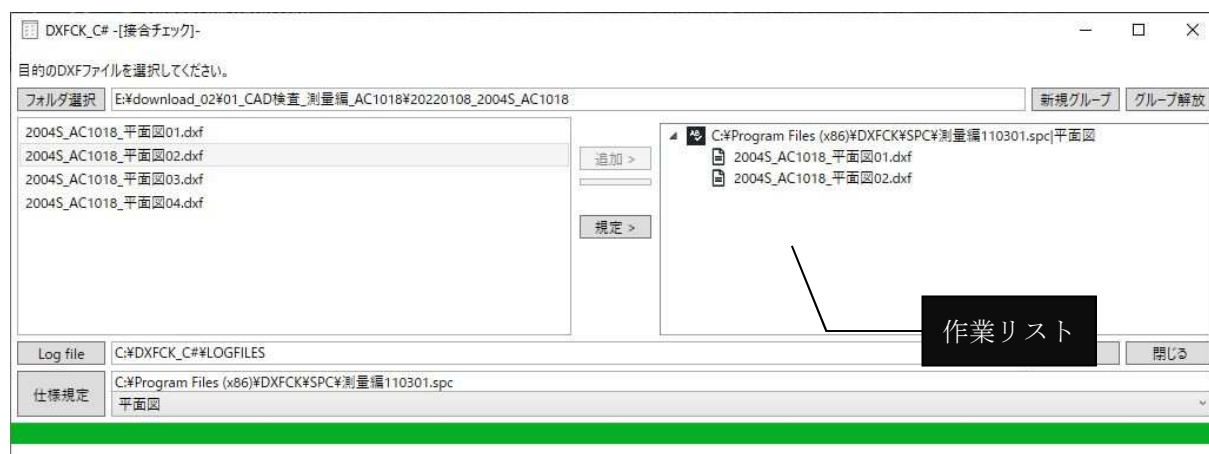 DXFCK_C# -[接合チェック]-
目的のDXFファイルを選択してください。
フォルダ選択 E:¥download_02¥01_CAD検査_測量編_AC1018¥20220108_2004S_AC1018 新規グループ グループ解放
2004S_AC1018_平面図01.dxf
2004S_AC1018_平面図02.dxf
2004S_AC1018_平面図03.dxf
2004S_AC1018_平面図04.dxf
追加 >
規定 >
C:¥Program Files (x86)¥DXFCK¥SPC¥測量編110301.spc|平面図
2004S_AC1018_平面図01.dxf
2004S_AC1018_平面図02.dxf
作業リスト
Log file C:¥DXFCK_C#¥LOGFILES 閉じる
仕様規定 C:¥Program Files (x86)¥DXFCK¥SPC¥測量編110301.spc
平面図